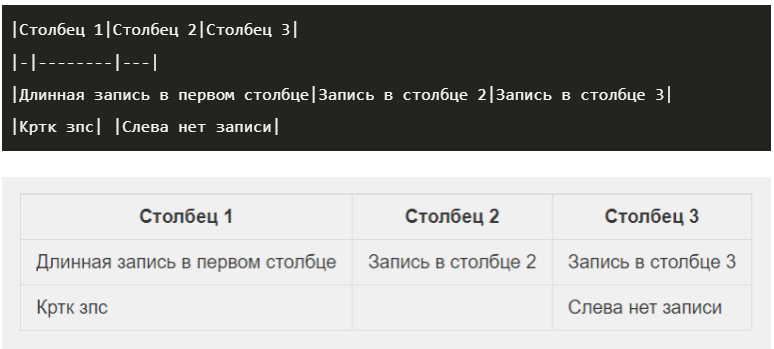 |Столбец 1|Столбец 2|Столбец 3|
|-|--------|---|
|Длинная запись в первом столбце|Запись в столбце 2|Запись в столбце 3|
|Кртк зпс| |Слева нет записи|
Столбец 1 Столбец 2 Столбец 3
Длинная запись в первом столбце Запись в столбце 2 Запись в столбце 3
Кртк зпс Слева нет записи